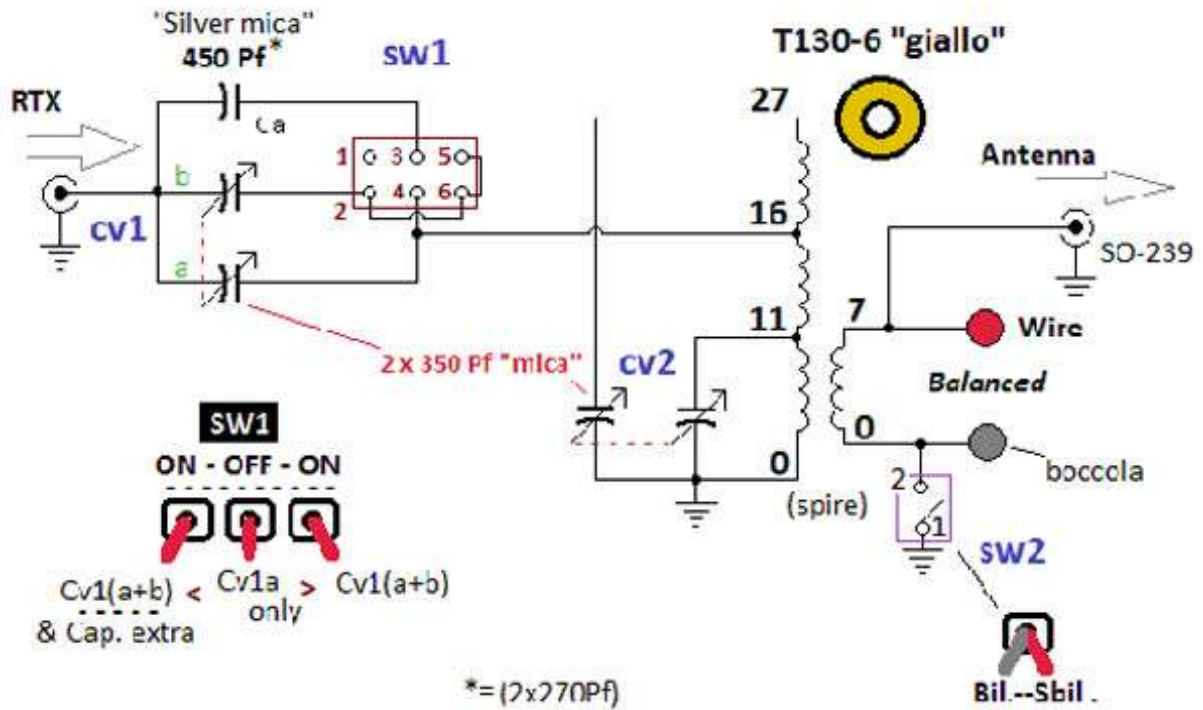 "Silver mica"
450 Pf*
sw1
T130-6 "giallo"
RTX
Ca
27
1 3 5
Antenna
b
2 4 6
16
cv1
SO-239
a
11
7
Wire
2 x 350 Pf "mica"
cv2
Balanced
SW1
ON - OFF - ON
0
0
boccola
(spire)
2
1
sw2
Cv1(a+b) < Cv1a only > Cv1(a+b)
& Cap. extra
*= (2x270Pf)
Bil.--Sbil.